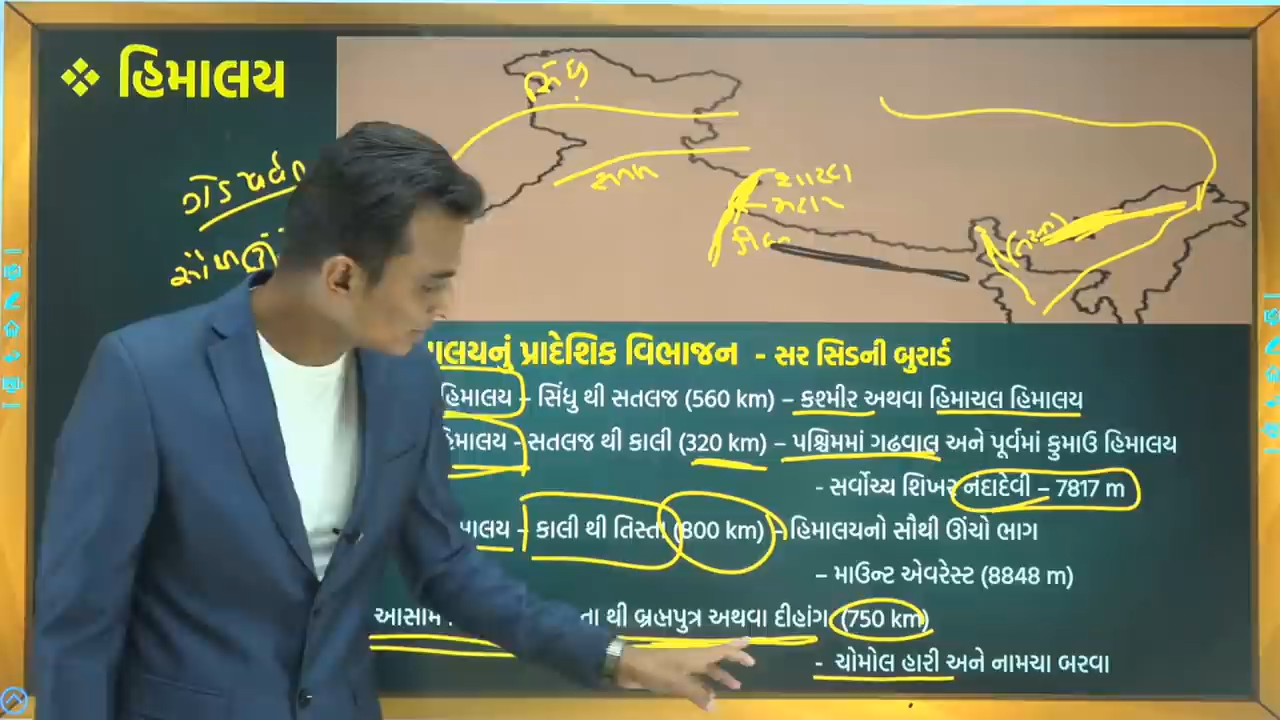 ❖ હિમાલય
સિંધુ
સતલ
શારદા
તિસ્તા
ાલયનું પ્રાદેશિક વિભાજન - સર સિડની બુરાર્ડ
હિમાલય – સિંધુ થી સતલજ (560 km) – કશ્મીર અથવા હિમાચલ હિમાલય
હિમાલય - સતલજ થી કાલી (320 km) – પશ્ચિમમાં ગઢવાલ અને પૂર્વમાં કુમાઉ હિમાલય
- સર્વોચ્ચ શિખર નંદાદેવી – 7817 m
માલય – કાલી થી તિસ્તા (800 km) – હિમાલયનો સૌથી ઊંચો ભાગ
– માઉન્ટ એવરેસ્ટ (8848 m)
આસામ તા થી બ્રહ્મપુત્ર અથવા દીહાંગ (750 km)
- ચોમોલ હારી અને નામચા બરવા